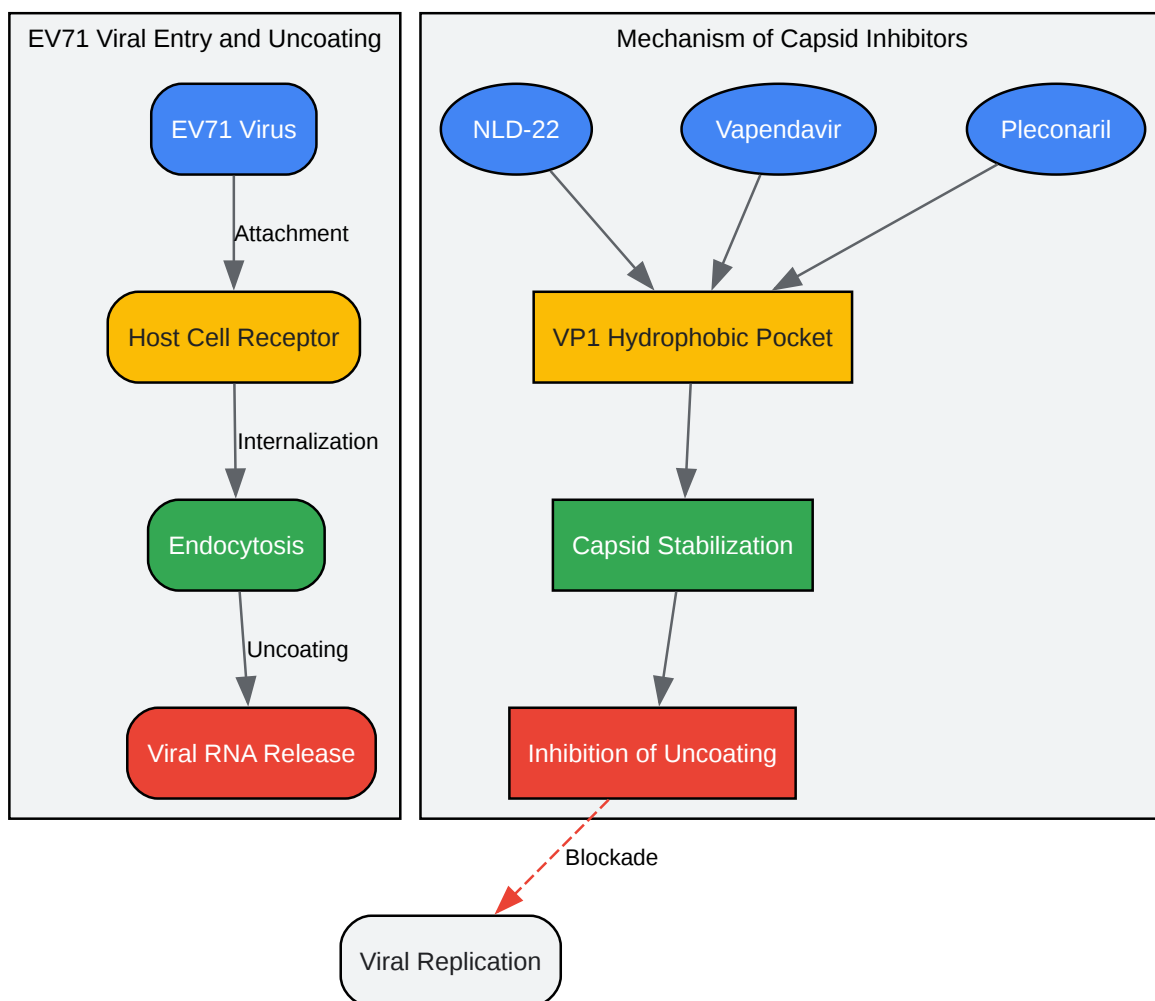 EV71 Viral Entry and Uncoating
EV71 Virus
Attachment
Host Cell Receptor
Internalization
Endocytosis
Uncoating
Viral RNA Release
Mechanism of Capsid Inhibitors
NLD-22
Vapendavir
Pleconaril
VP1 Hydrophobic Pocket
Capsid Stabilization
Inhibition of Uncoating
Blockade
Viral Replication